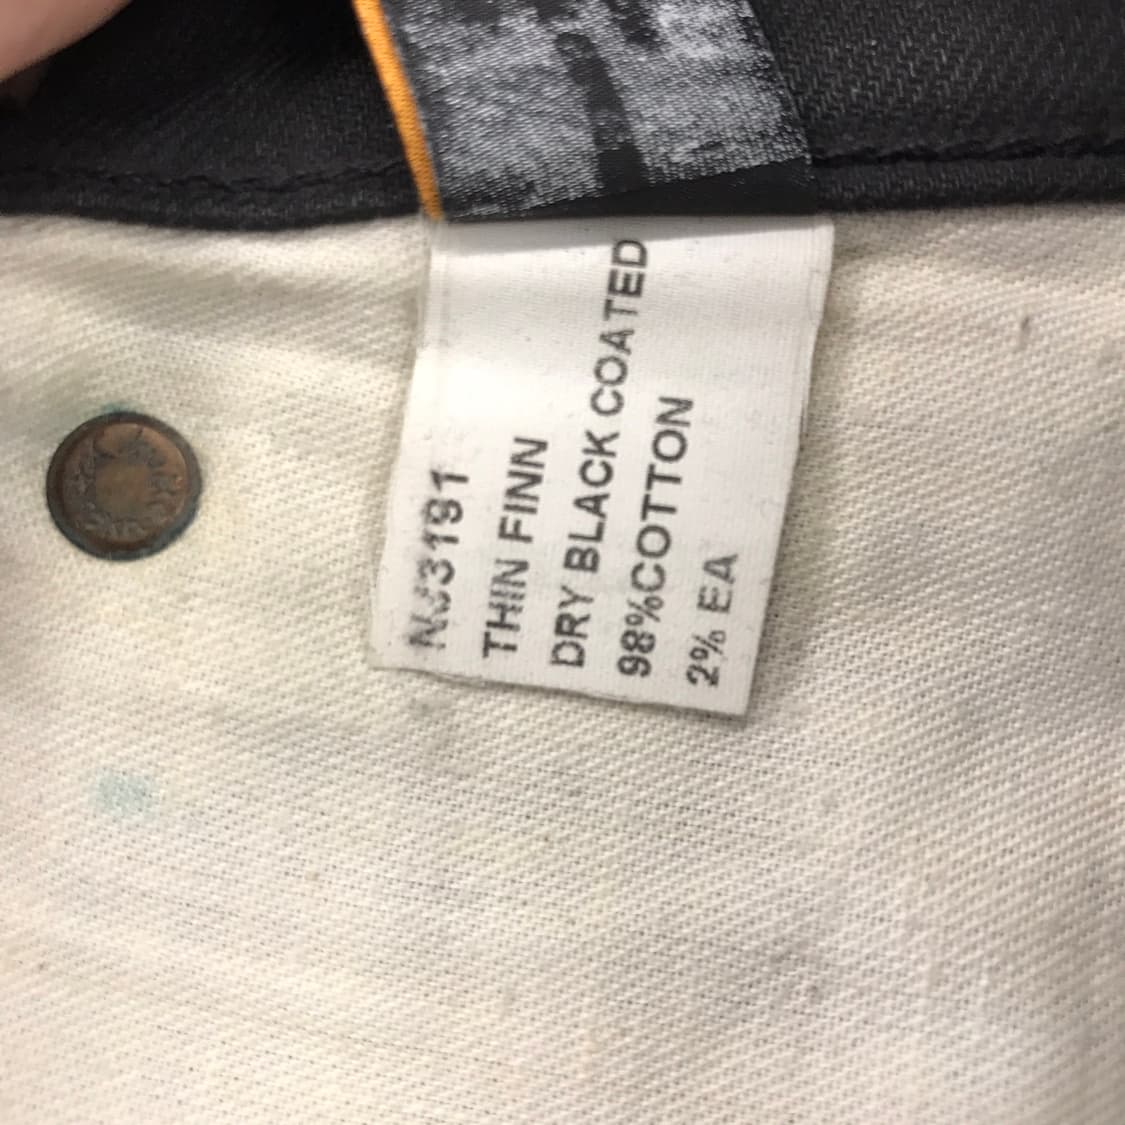 NJ3191
THIN FINN
DRY BLACK COATED
98%COTTON
2% EA